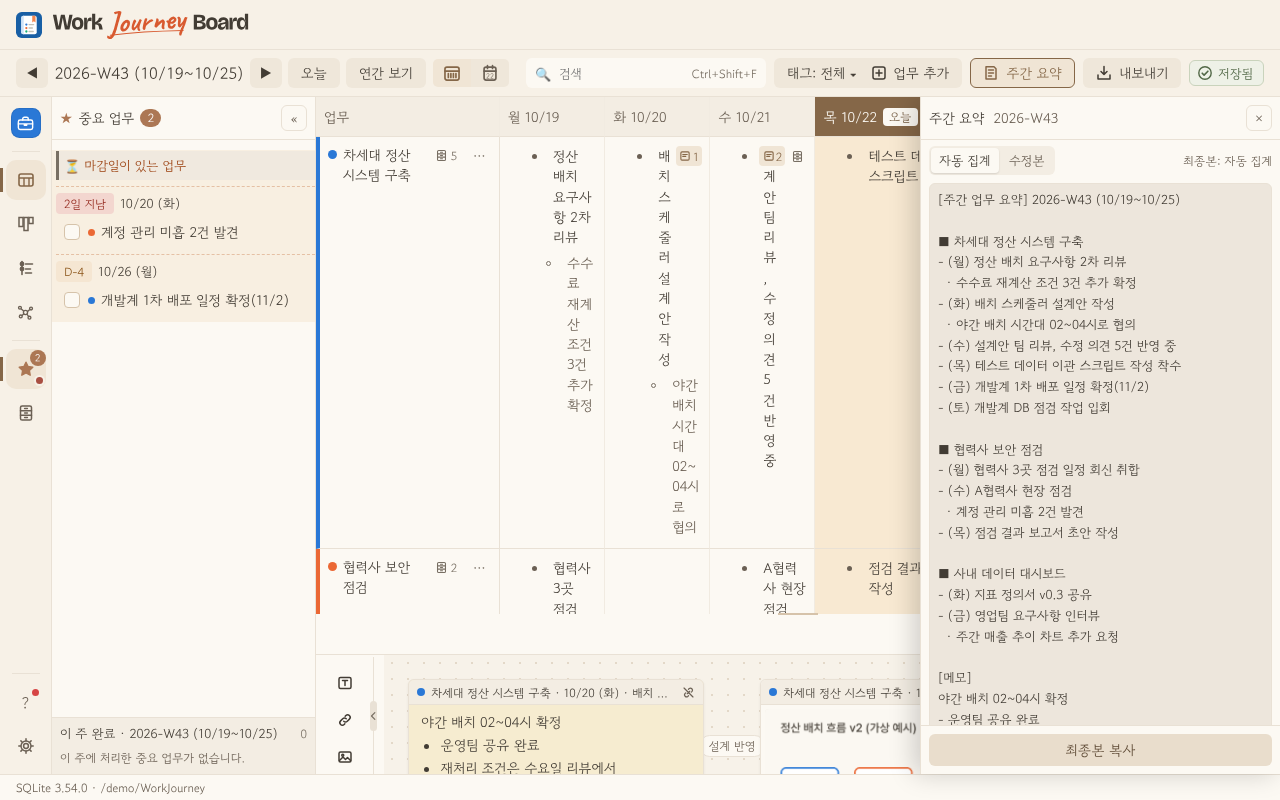 Work Journey Board
2026-W43 (10/19~10/25)
오늘
연간 보기
검색
Ctrl+Shift+F
태그: 전체
업무 추가
주간 요약
내보내기
저장됨
★ 중요 업무 2
«
⏳ 마감일이 있는 업무
2일 지남 10/20 (화)
계정 관리 미흡 2건 발견
D-4 10/26 (월)
개발계 1차 배포 일정 확정(11/2)
이 주 완료 · 2026-W43 (10/19~10/25) 0
이 주에 처리한 중요 업무가 없습니다.
2
?
업무
월 10/19
화 10/20
수 10/21
목 10/22 오늘
차세대 정산
시스템 구축
5
···
• 정산
배치
요구사
항 2차
리뷰
◦ 수수
료
재계
산
조건
3건
추가
확정
1
• 배
치
스
케
줄
러
설
계
안
작
성
◦ 야간
배치
시간
대
02~
04시
로
협의
2
•
계
안
팀
리
뷰
,
수
정
의
견
5
건
반
영
중
• 테스트 데
스크립트
협력사 보안
점검
2
···
• 협력사
3곳
점검
• A협력
사 현장
점검
• 점검 결과
작성
차세대 정산 시스템 구축 · 10/20 (화) · 배치 ...
야간 배치 02~04시 확정
• 운영팀 공유 완료
• 재처리 조건은 수요일 리뷰에서
설계 반영
차세대 정산 시스템 구축 · 1
정산 배치 흐름 v2 (가상 예시)
주간 요약 2026-W43
×
자동 집계
수정본
최종본: 자동 집계
[주간 업무 요약] 2026-W43 (10/19~10/25)
■ 차세대 정산 시스템 구축
- (월) 정산 배치 요구사항 2차 리뷰
· 수수료 재계산 조건 3건 추가 확정
- (화) 배치 스케줄러 설계안 작성
· 야간 배치 시간대 02~04시로 협의
- (수) 설계안 팀 리뷰, 수정 의견 5건 반영 중
- (목) 테스트 데이터 이관 스크립트 작성 착수
- (금) 개발계 1차 배포 일정 확정(11/2)
- (토) 개발계 DB 점검 작업 입회
■ 협력사 보안 점검
- (월) 협력사 3곳 점검 일정 회신 취합
- (수) A협력사 현장 점검
· 계정 관리 미흡 2건 발견
- (목) 점검 결과 보고서 초안 작성
■ 사내 데이터 대시보드
- (화) 지표 정의서 v0.3 공유
- (금) 영업팀 요구사항 인터뷰
· 주간 매출 추이 차트 추가 요청
[메모]
야간 배치 02~04시 확정
- 운영팀 공유 완료
최종본 복사
SQLite 3.54.0 · /demo/WorkJourney